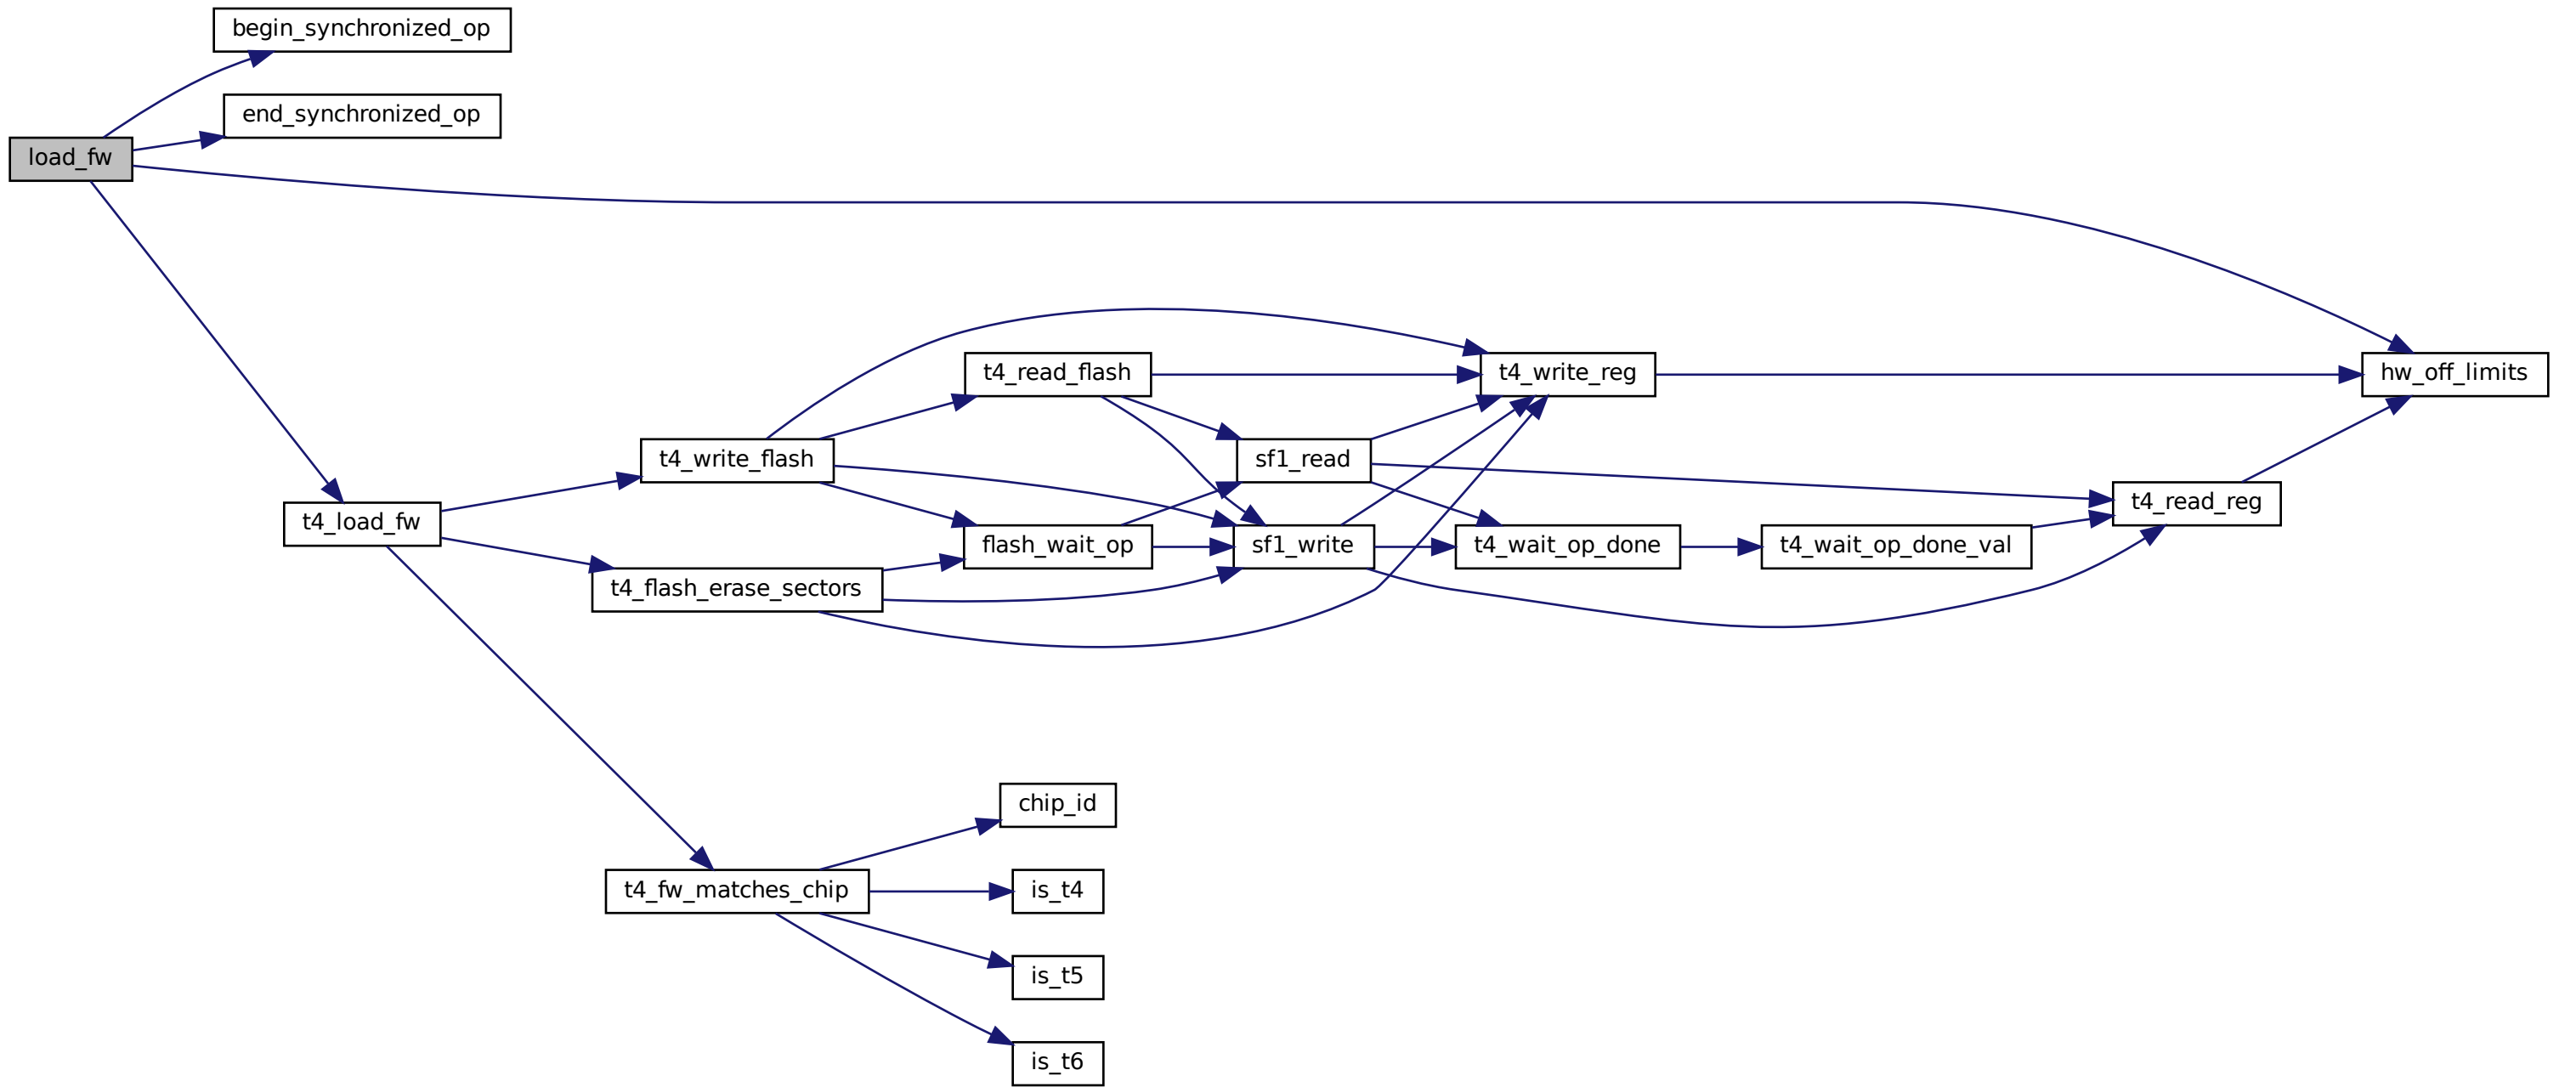 begin_synchronized_op
end_synchronized_op
load_fw
t4_read_flash
t4_write_reg
hw_off_limits
t4_write_flash
sf1_read
t4_load_fw
t4_read_reg
flash_wait_op
sf1_write
t4_wait_op_done
t4_wait_op_done_val
t4_flash_erase_sectors
chip_id
t4_fw_matches_chip
is_t4
is_t5
is_t6